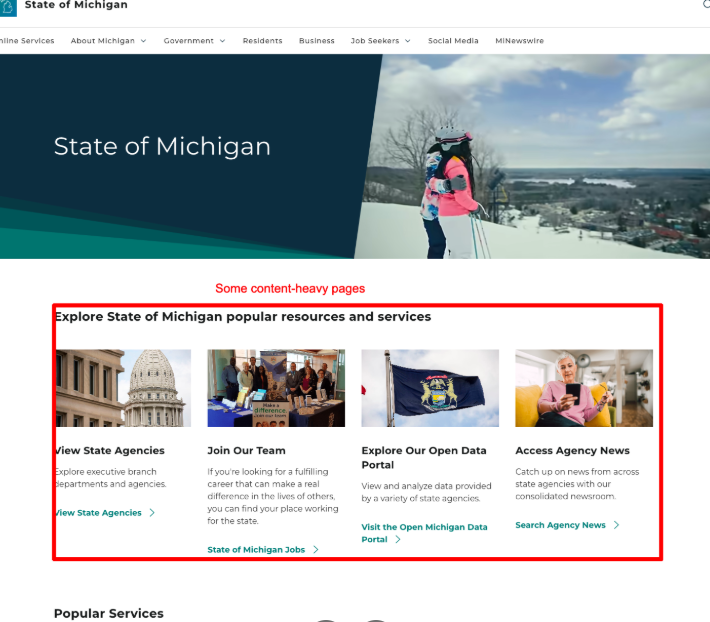 State of Michigan
nline Services About Michigan Government Residents Business Job Seekers Social Media MiNewswire
State of Michigan
Some content-heavy pages
Explore State of Michigan popular resources and services
Make a
difference.
Join our team
View State Agencies
Explore executive branch
departments and agencies.
View State Agencies
Join Our Team
If you're looking for a fulfilling
career that can make a real
difference in the lives of others,
you can find your place working
for the state.
State of Michigan Jobs
Explore Our Open Data
Portal
View and analyze data provided
by a variety of state agencies.
Visit the Open Michigan Data
Portal
Access Agency News
Catch up on news from across
state agencies with our
consolidated newsroom.
Search Agency News
Popular Services